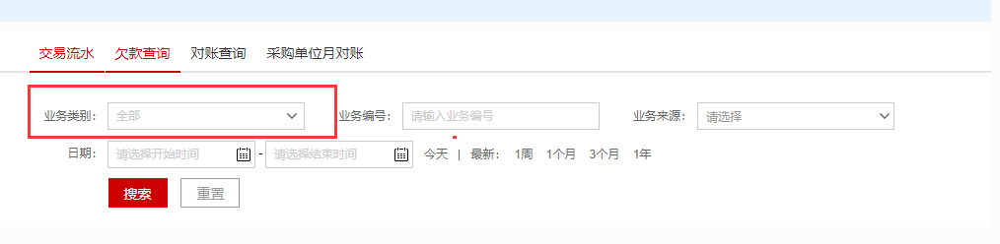 交易流水 欠款查询 对账查询 采购单位月对账
业务类别： 全部 业务编号： 请输入业务编号 业务来源： 请选择
日期： 请选择开始时间 - 请选择结束时间 今天 | 最新： 1周 1个月 3个月 1年
搜索 重置